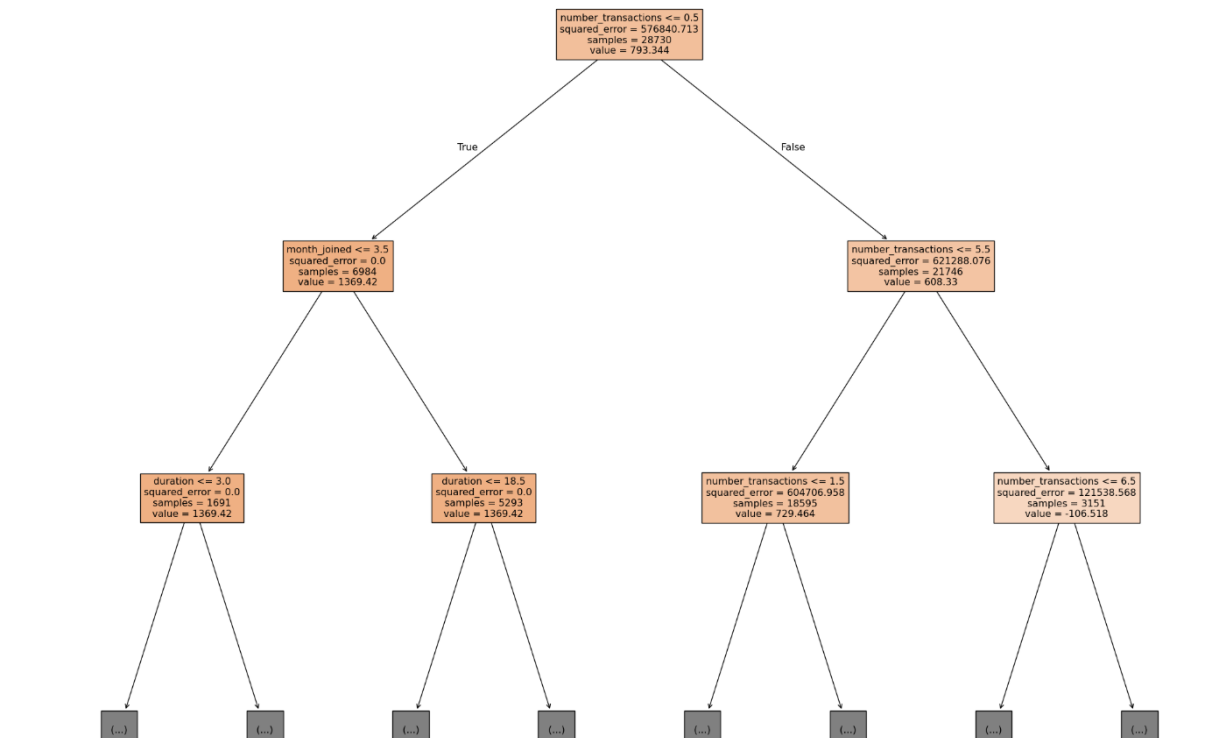 number_transactions <= 0.5
squared_error = 576840.713
samples = 28730
value = 793.344
True
False
month_joined <= 3.5
squared_error = 0.0
samples = 6984
value = 1369.42
number_transactions <= 5.5
squared_error = 621288.076
samples = 21746
value = 608.33
duration <= 3.0
squared_error = 0.0
samples = 1691
value = 1369.42
duration <= 18.5
squared_error = 0.0
samples = 5293
value = 1369.42
number_transactions <= 1.5
squared_error = 604706.958
samples = 18595
value = 729.464
number_transactions <= 6.5
squared_error = 121538.568
samples = 3151
value = -106.518
(...)
(...)
(...)
(...)
(...)
(...)
(...)
(...)